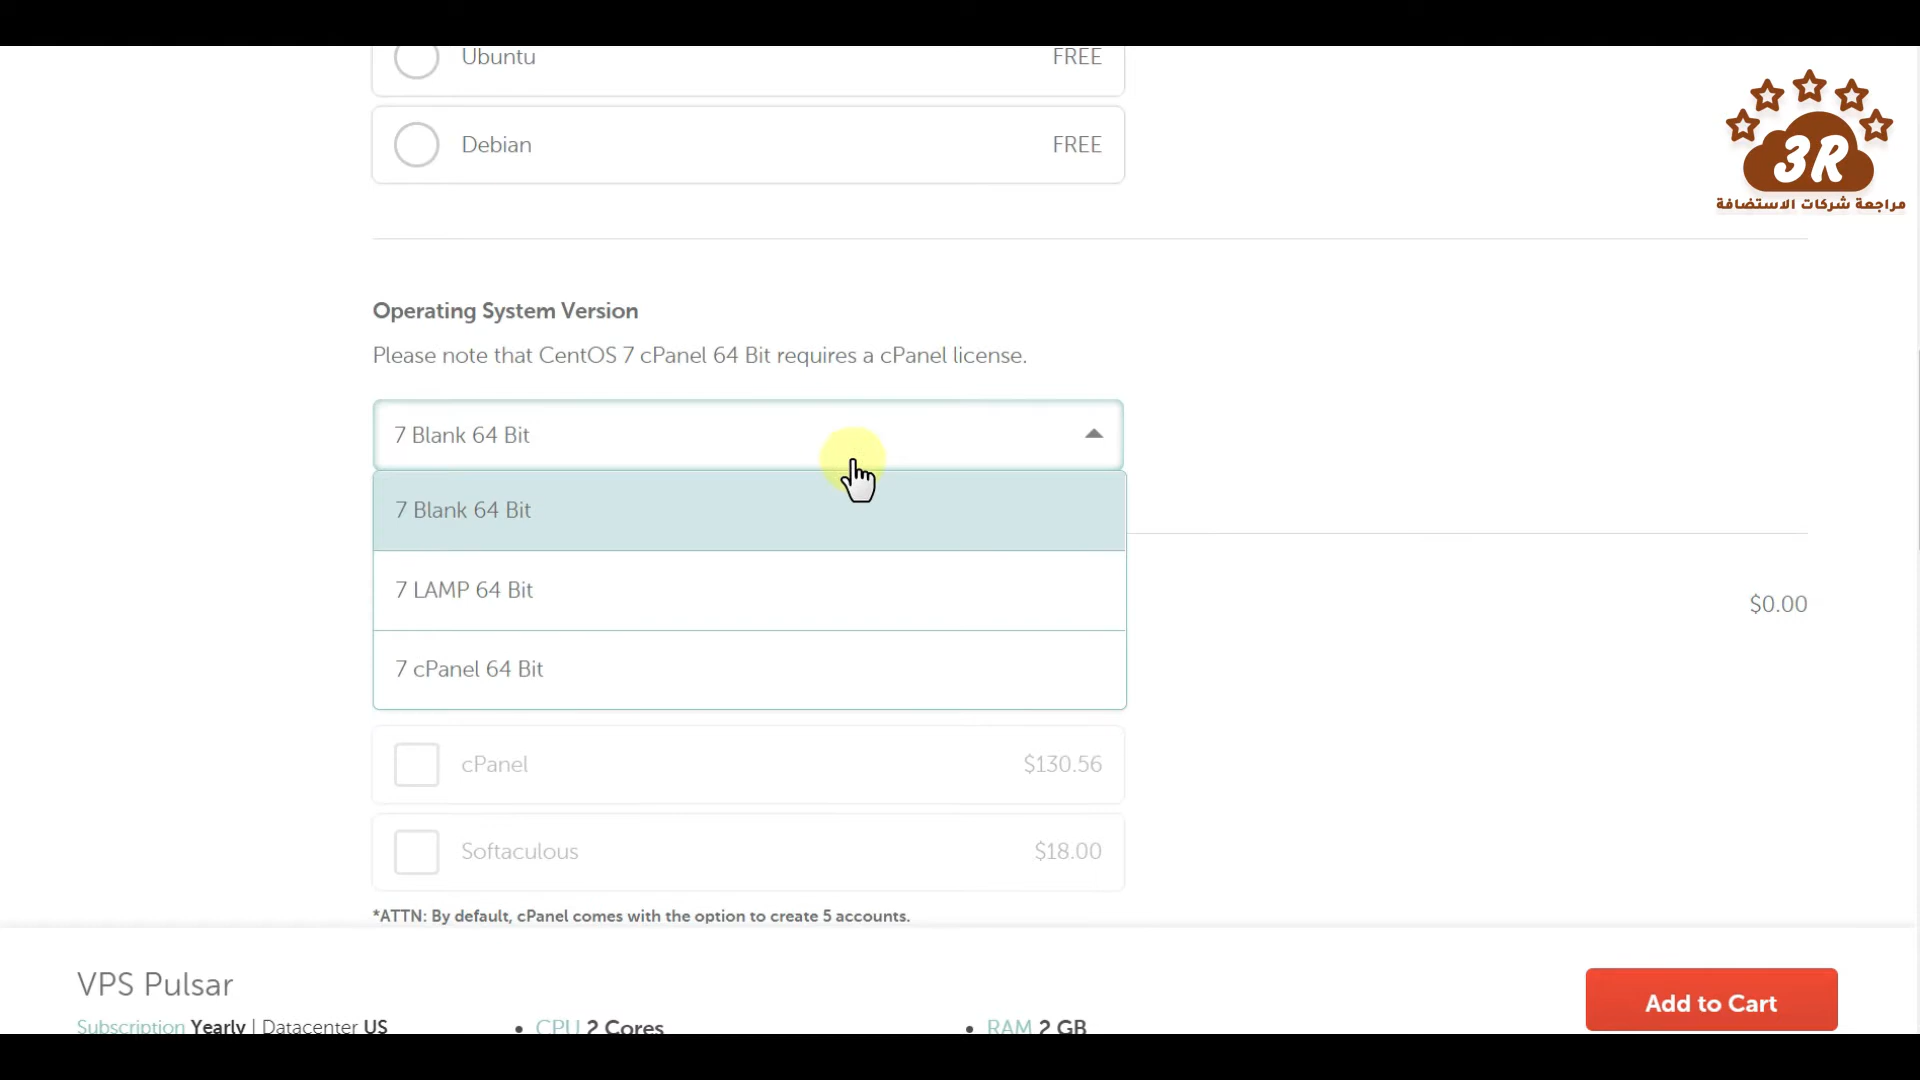 Ubuntu FREE
3R
مراجعة شركات الاستضافة
Debian FREE
Operating System Version
Please note that CentOS 7 cPanel 64 Bit requires a cPanel license.
7 Blank 64 Bit
7 Blank 64 Bit
7 LAMP 64 Bit
$0.00
7 cPanel 64 Bit
cPanel $130.56
Softaculous $18.00
*ATTN: By default, cPanel comes with the option to create 5 accounts.
VPS Pulsar
Add to Cart
Subscription Yearly | Datacenter US • CPU 2 Cores • RAM 2 GB